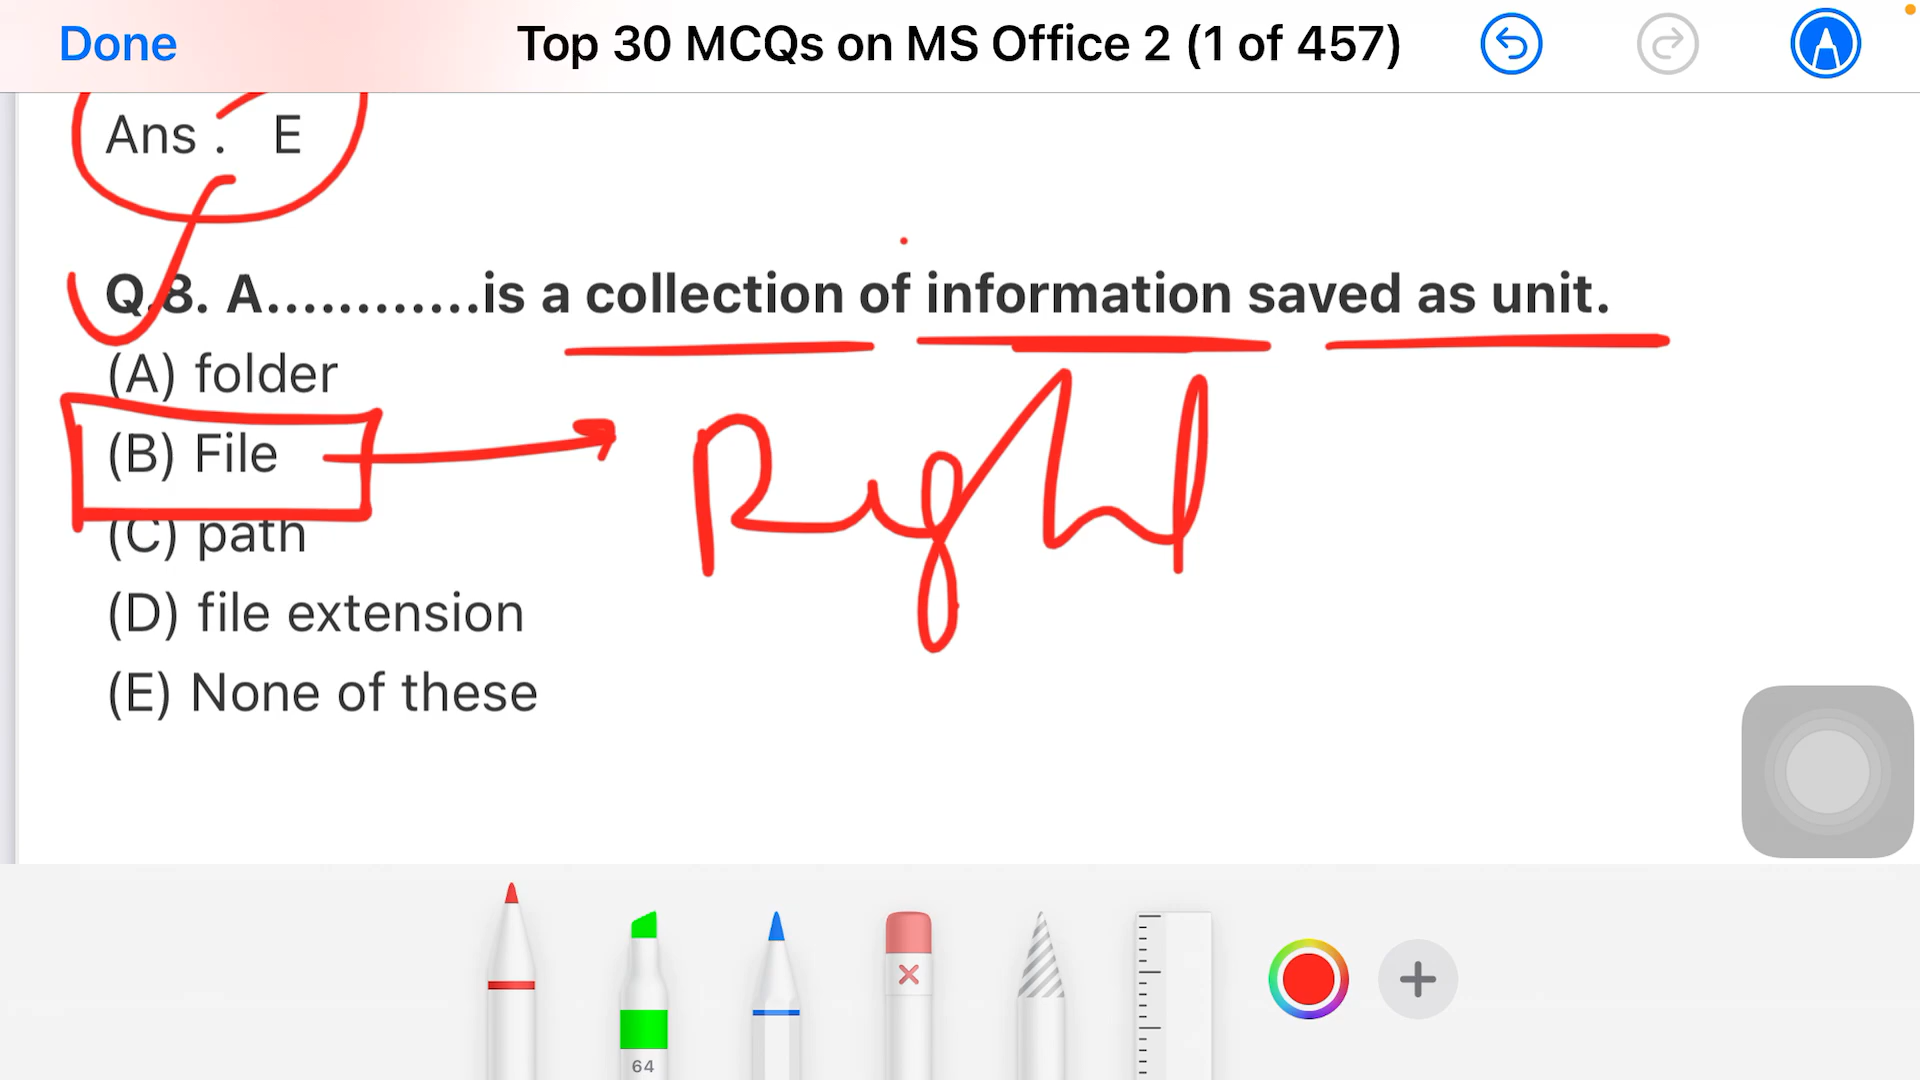 Done
Top 30 MCQs on MS Office 2 (1 of 457)
Ans . E
Q.8. A............is a collection of information saved as unit.
(A) folder
(B) File
Right
(C) path
(D) file extension
(E) None of these
64